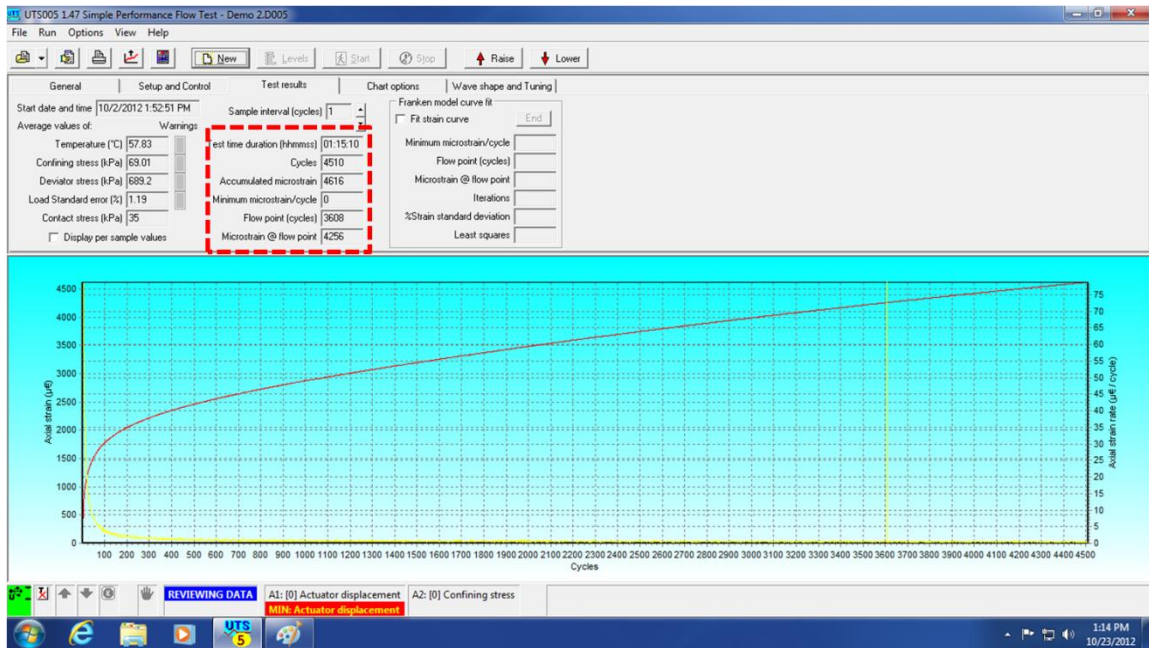 UTS005 1.47 Simple Performance Flow Test - Demo 2.D005
File Run Options View Help
New Levels Start Stop Raise Lower
General Setup and Control Test results Chart options Wave shape and Tuning
Start date and time 10/2/2012 1:52:51 PM
Average values of: Warnings
Temperature (°C) 57.83
Confining stress (kPa) 69.01
Deviator stress (kPa) 689.2
Load Standard error (%) 1.19
Contact stress (kPa) 35
Display per sample values
Sample interval (cycles) 1
est time duration (hhmmss) 01:15:10
Cycles 4510
Accumulated microstrain 4616
Minimum microstrain/cycle 0
Flow point (cycles) 3608
Microstrain @ flow point 4256
Franken model curve fit
Fit strain curve End
Minimum microstrain/cycle
Flow point (cycles)
Microstrain @ flow point
Iterations
%Strain standard deviation
Least squares
Axial strain (µɛ)
4500
4000
3500
3000
2500
2000
1500
1000
500
0
100 200 300 400 500 600 700 800 900 1000 1100 1200 1300 1400 1500 1600 1700 1800 1900 2000 2100 2200 2300 2400 2500 2600 2700 2800 2900 3000 3100 3200 3300 3400 3500 3600 3700 3800 3900 4000 4100 4200 4300 4400 4500
Cycles
75
70
65
60
55
50
45
40
35
30
25
20
15
10
5
0
Axial strain rate (µɛ / cycle)
REVIEWING DATA A1: [0] Actuator displacement A2: [0] Confining stress
MIN: Actuator displacement
UTS
5
1:14 PM
10/23/2012